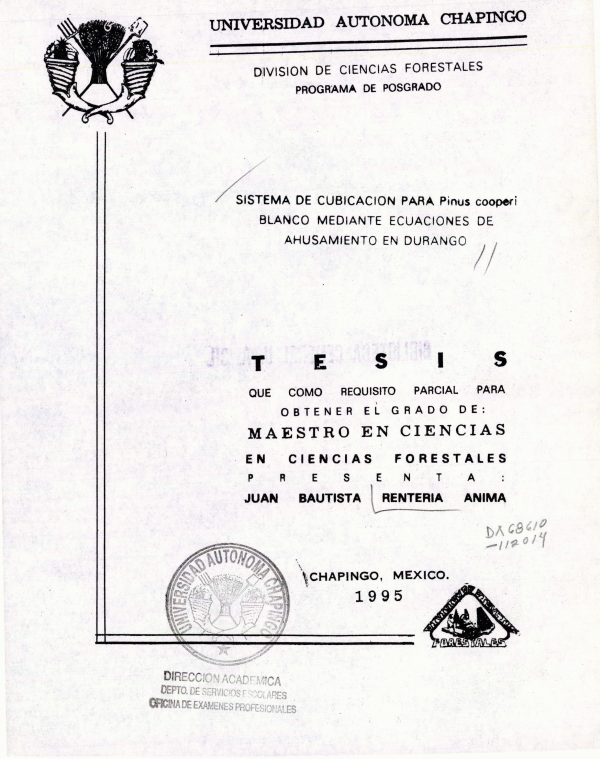 UNIVERSIDAD AUTONOMA CHAPINGO
DIVISION DE CIENCIAS FORESTALES
PROGRAMA DE POSGRADO
SISTEMA DE CUBICACION PARA Pinus cooperi
BLANCO MEDIANTE ECUACIONES DE
AHUSAMIENTO EN DURANGO
T E S I S
QUE COMO REQUISITO PARCIAL PARA
OBTENER EL GRADO DE:
MAESTRO EN CIENCIAS
EN CIENCIAS FORESTALES
P R E S E N T A :
JUAN BAUTISTA RENTERIA ANIMA
DA68610
-112014
CHAPINGO, MEXICO.
1995
UNIVERSIDAD AUTONOMA CHAPINGO
FORESTALES
DIRECCION ACADEMICA
DEPTO. DE SERVICIOS ESCOLARES
OFICINA DE EXAMENES PROFESIONALES